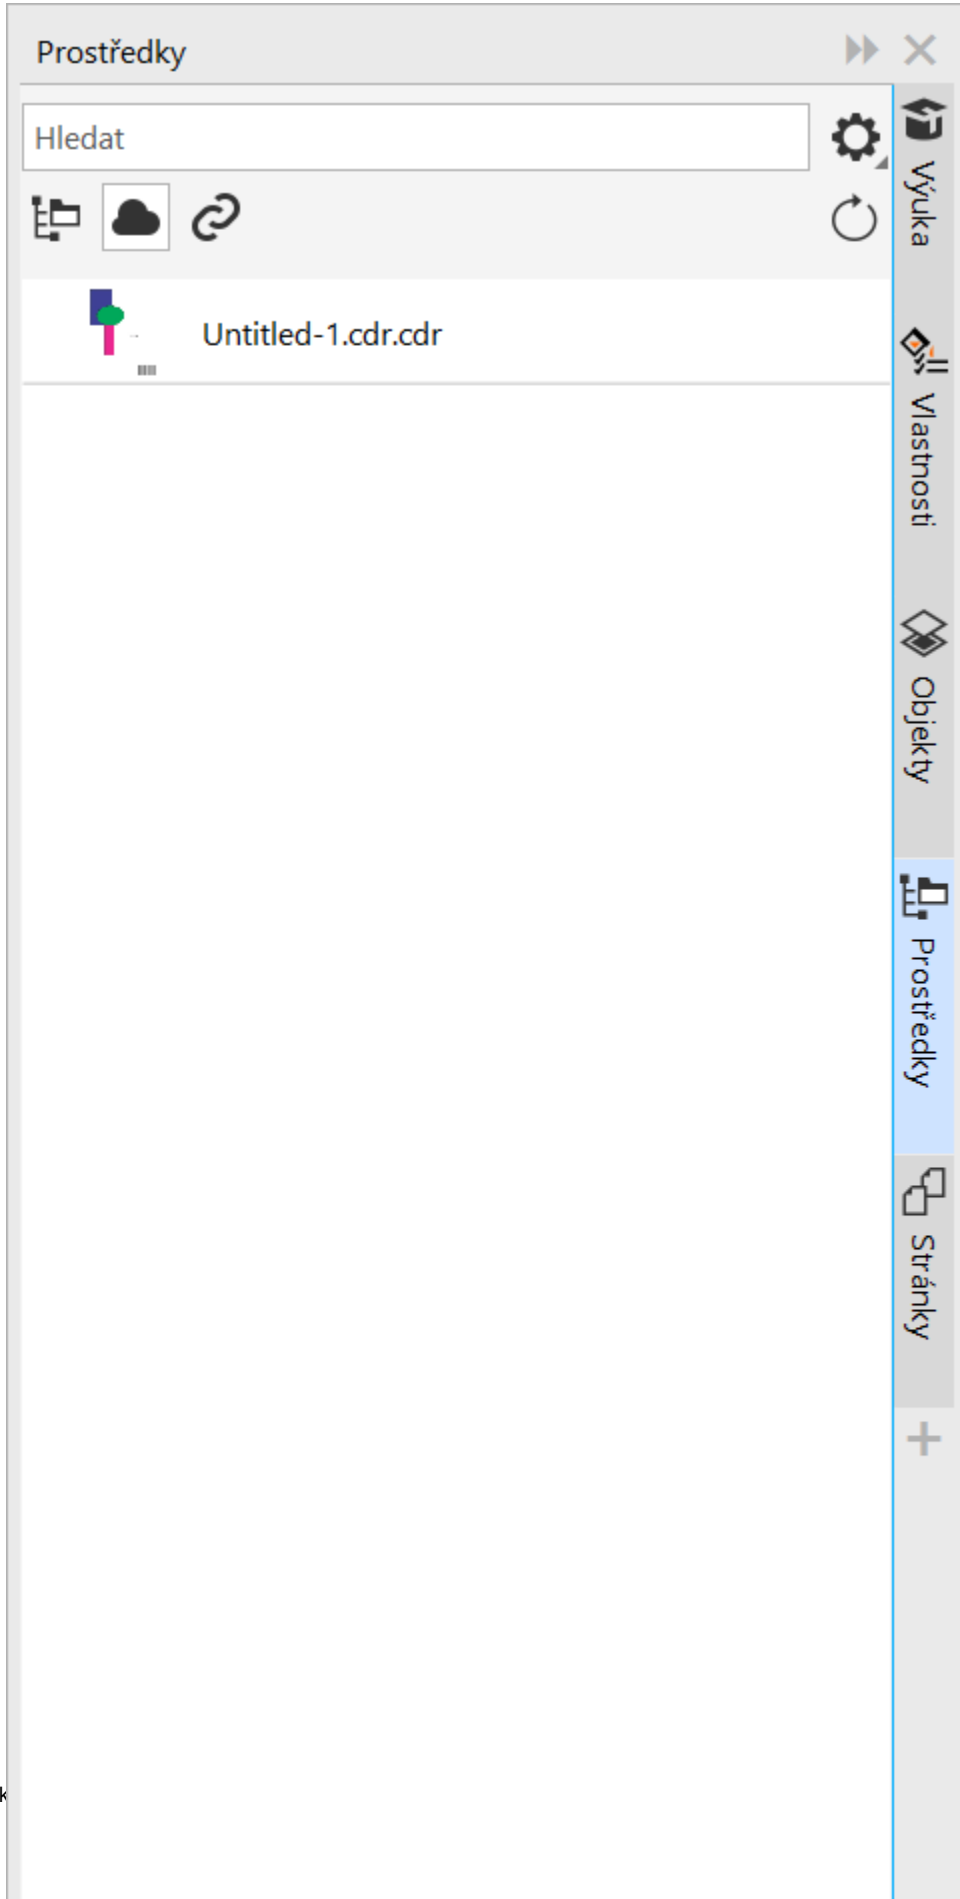 Prostředky
Hledat
Untitled-1.cdr.cdr
Výuka
Vlastnosti
Objekty
Prostředky
Stránky
k